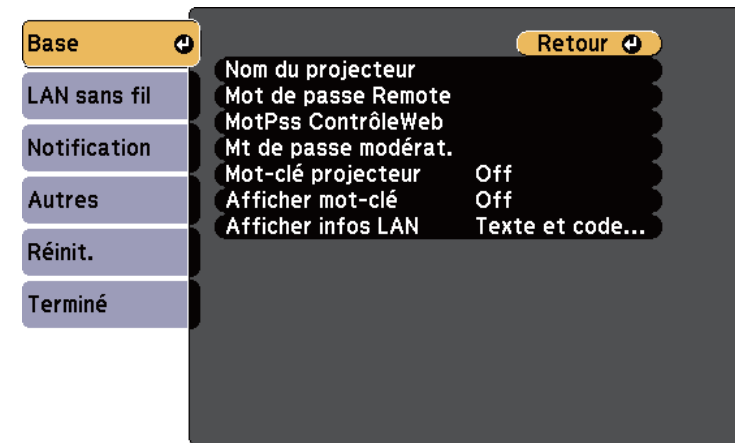 Base
LAN sans fil
Notification
Autres
Réinit.
Terminé
Retour
Nom du projecteur
Mot de passe Remote
MotPss ContrôleWeb
Mt de passe modérat.
Mot-clé projecteur Off
Afficher mot-clé Off
Afficher infos LAN Texte et code...